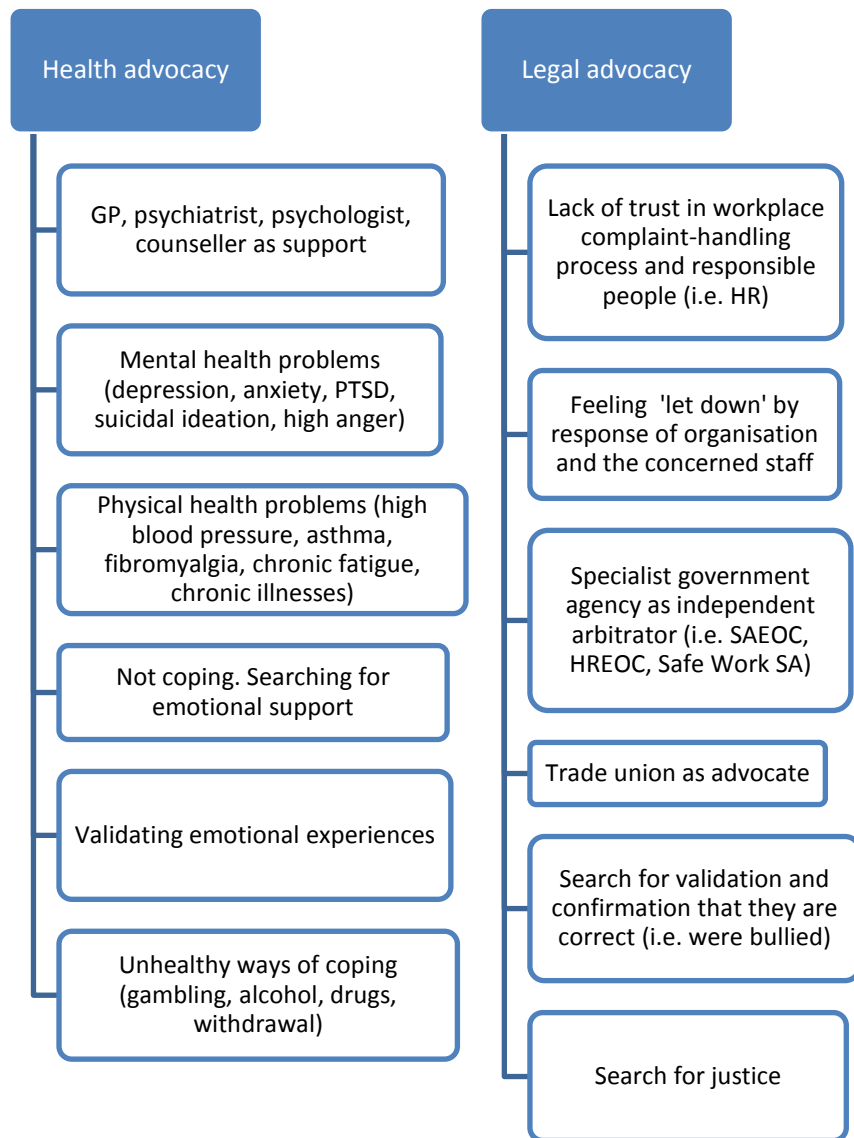 Health advocacy
GP, psychiatrist, psychologist,
counseller as support
Mental health problems
(depression, anxiety, PTSD,
suicidal ideation, high anger)
Physical health problems (high
blood pressure, asthma,
fibromyalgia, chronic fatigue,
chronic illnesses)
Not coping. Searching for
emotional support
Validating emotional experiences
Unhealthy ways of coping
(gambling, alcohol, drugs,
withdrawal)
Legal advocacy
Lack of trust in workplace
complaint-handling
process and responsible
people (i.e. HR)
Feeling 'let down' by
response of organisation
and the concerned staff
Specialist government
agency as independent
arbitrator (i.e. SAEOC,
HREOC, Safe Work SA)
Trade union as advocate
Search for validation and
confirmation that they are
correct (i.e. were bullied)
Search for justice